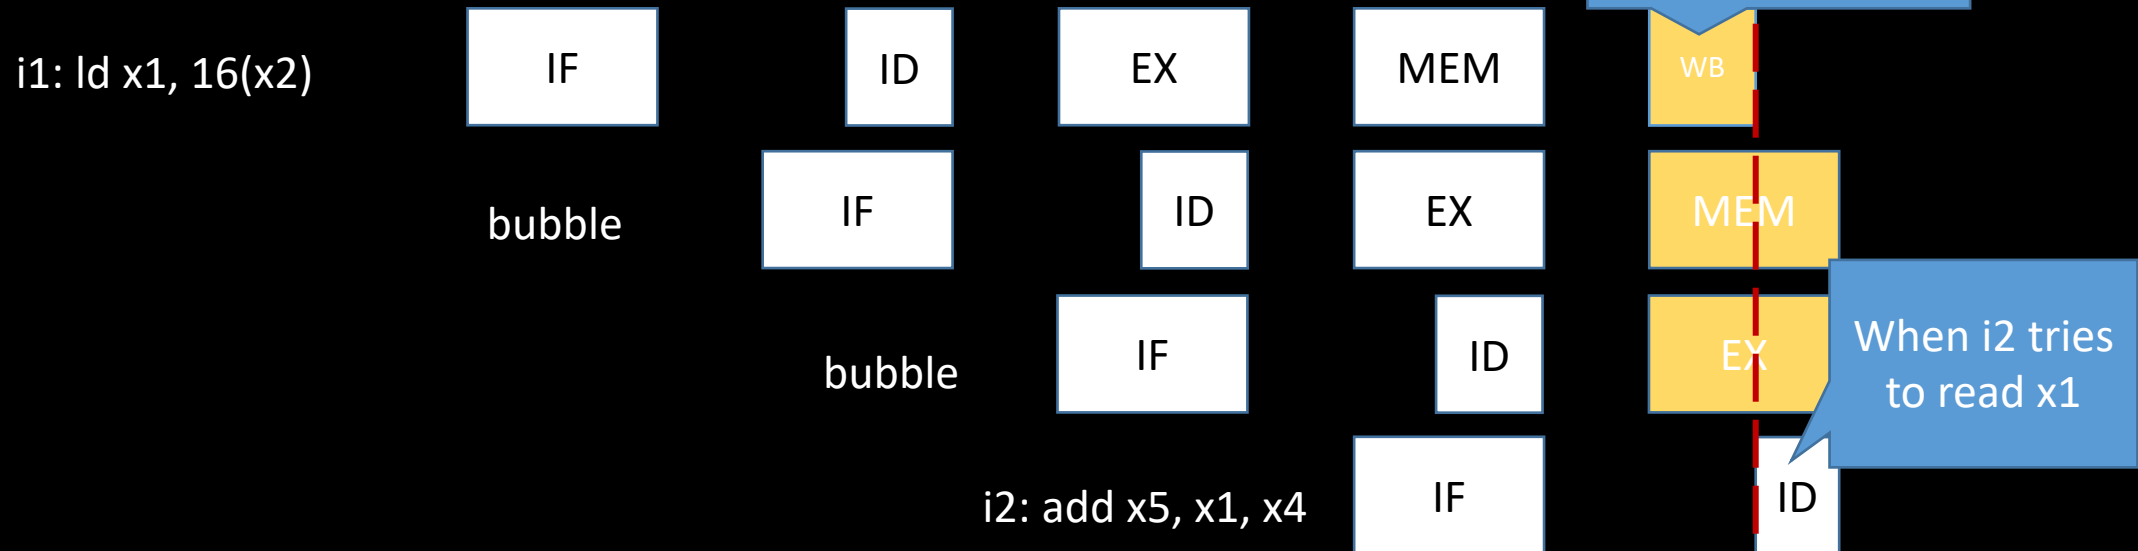 i1: ld x1, 16(x2) IF ID EX MEM WB
bubble IF ID EX MEM
bubble IF ID EX
When i2 tries
to read x1
i2: add x5, x1, x4 IF ID